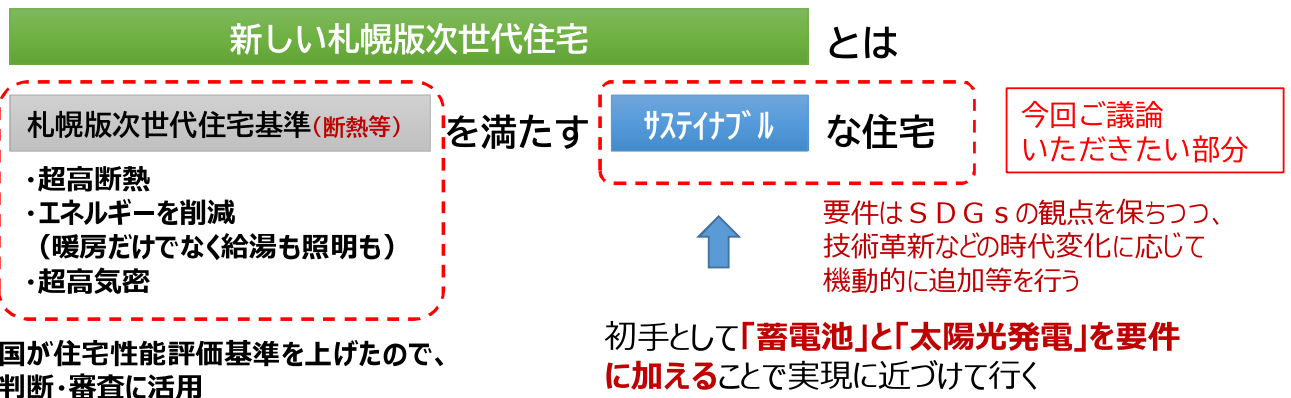 新しい札幌版次世代住宅 とは
札幌版次世代住宅基準(断熱等) を満たす ｻｽﾃｲﾅﾌﾞﾙ な住宅
今回ご議論
いただきたい部分
・超高断熱
・エネルギーを削減
（暖房だけでなく給湯も照明も）
・超高気密
要件はＳＤＧｓの観点を保ちつつ、
技術革新などの時代変化に応じて
機動的に追加等を行う
国が住宅性能評価基準を上げたので、
判断・審査に活用
初手として「蓄電池」と「太陽光発電」を要件
に加えることで実現に近づけて行く